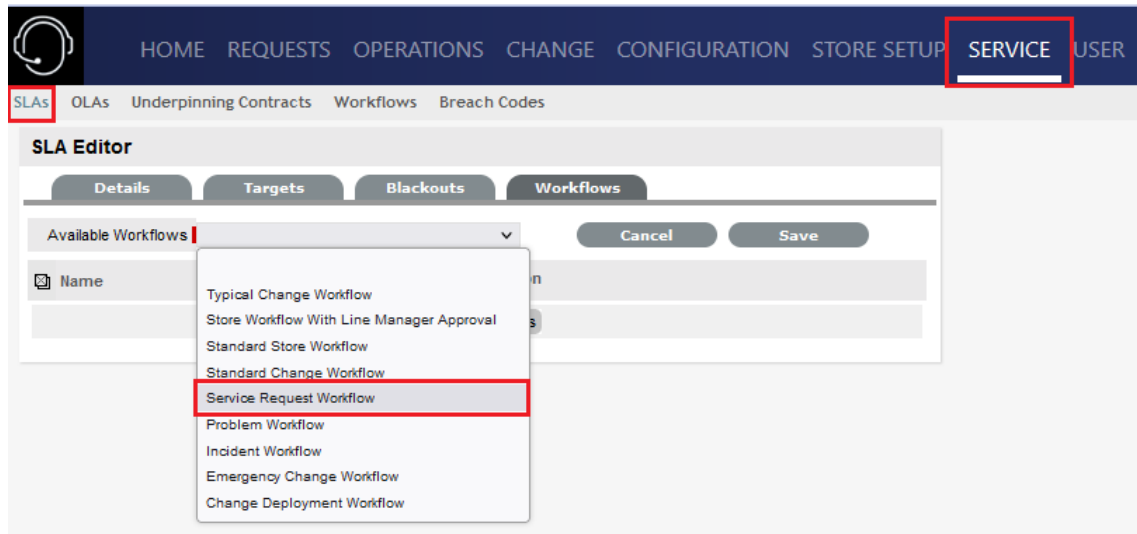 HOME REQUESTS OPERATIONS CHANGE CONFIGURATION STORE SETUP SERVICE USER
SLAs OLAs Underpinning Contracts Workflows Breach Codes
SLA Editor
Details Targets Blackouts Workflows
Available Workflows Cancel Save
Name n
s
Typical Change Workflow
Store Workflow With Line Manager Approval
Standard Store Workflow
Standard Change Workflow
Service Request Workflow
Problem Workflow
Incident Workflow
Emergency Change Workflow
Change Deployment Workflow